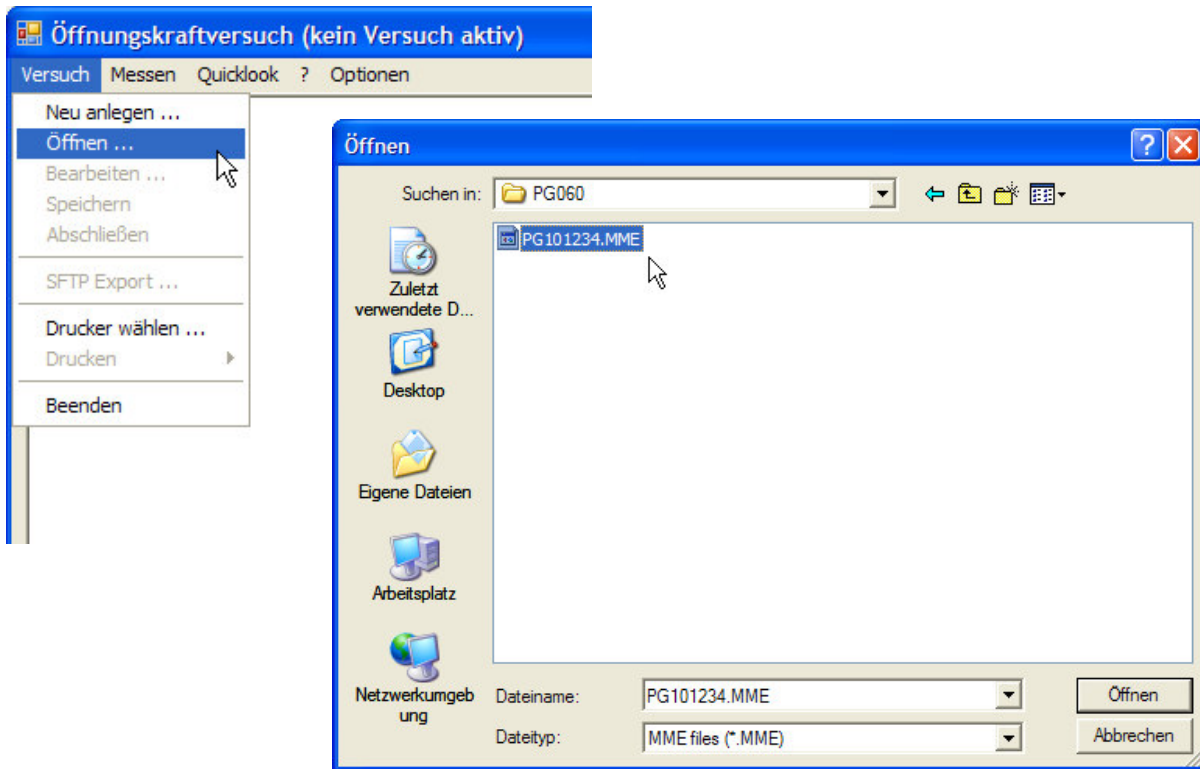 Öffnungskraftversuch (kein Versuch aktiv)
Versuch Messen Quicklook ? Optionen
Neu anlegen ...
Öffnen ...
Bearbeiten ...
Speichern
Abschließen
SFTP Export ...
Drucker wählen ...
Drucken
Beenden
Öffnen
Suchen in: PG060
PG101234.MME
Zuletzt
verwendete D...
Desktop
Eigene Dateien
Arbeitsplatz
Netzwerkumgeb
ung
Dateiname: PG101234.MME Öffnen
Dateityp: MME files (*.MME) Abbrechen